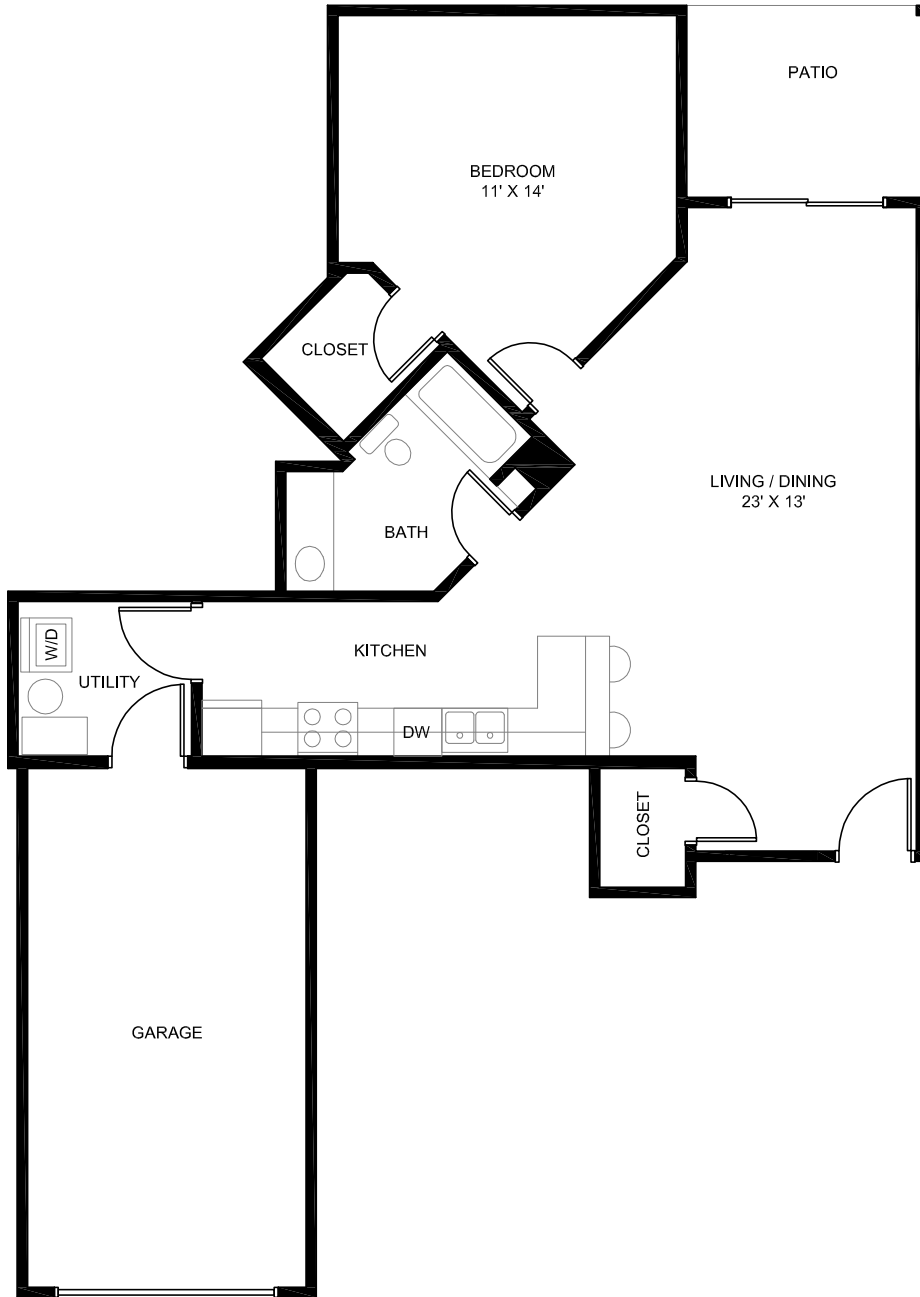 PATIO
BEDROOM
11' X 14'
CLOSET
LIVING / DINING
23' X 13'
BATH
W/D
KITCHEN
UTILITY
DW
CLOSET
GARAGE